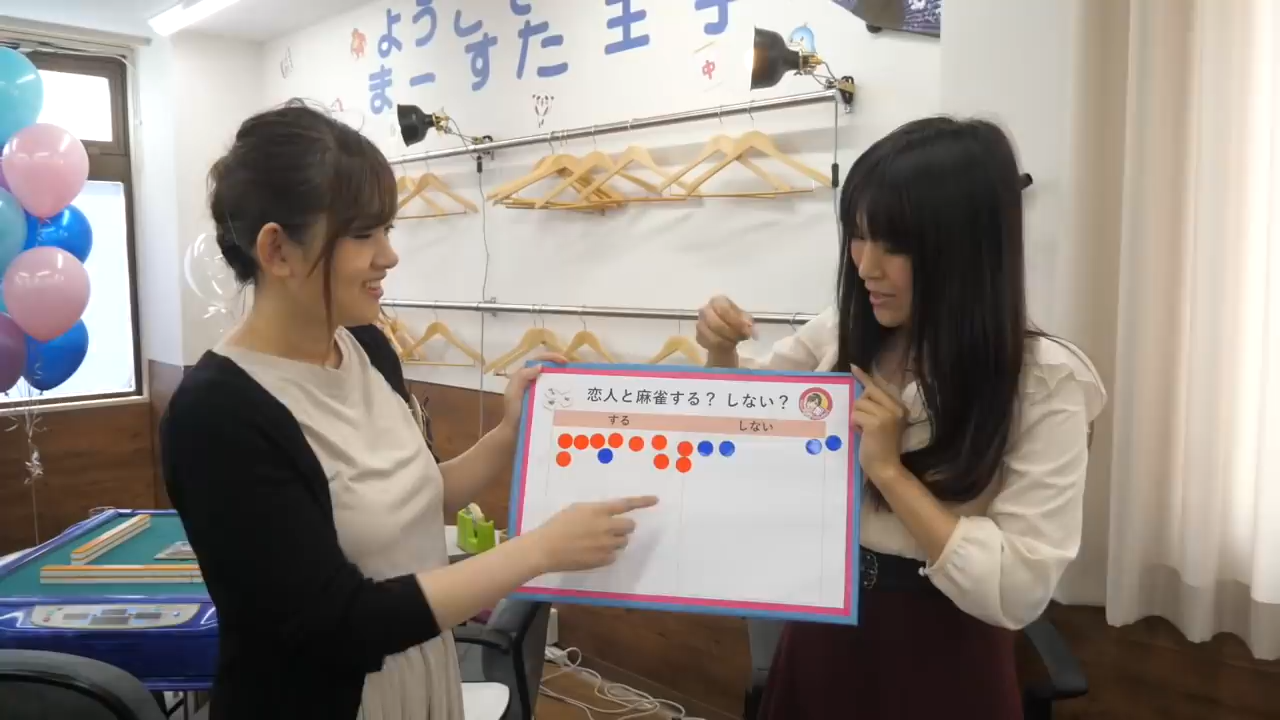 ようこそ
まーすた王子
中
恋人と麻雀する？しない？
する
しない